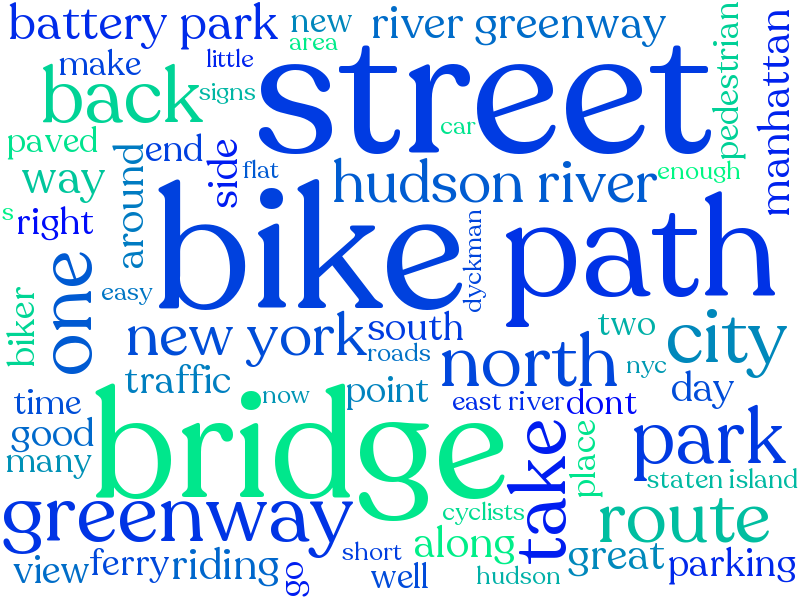 battery park
new
river greenway
area
manhattan
pedestrian
make
little
street
back
signs
car
paved
around
end
side
flat
hudson river
enough
way
s
right
bike
path
dyckman
one
easy
biker
new york
south
roads
north
two
city
nyc
traffic
now
point
day
time
bridge
east river
dont
good
many
take
place
park
staten island
greenway
cyclists
along
route
view
ferry
riding
go
short
well
hudson
great
parking